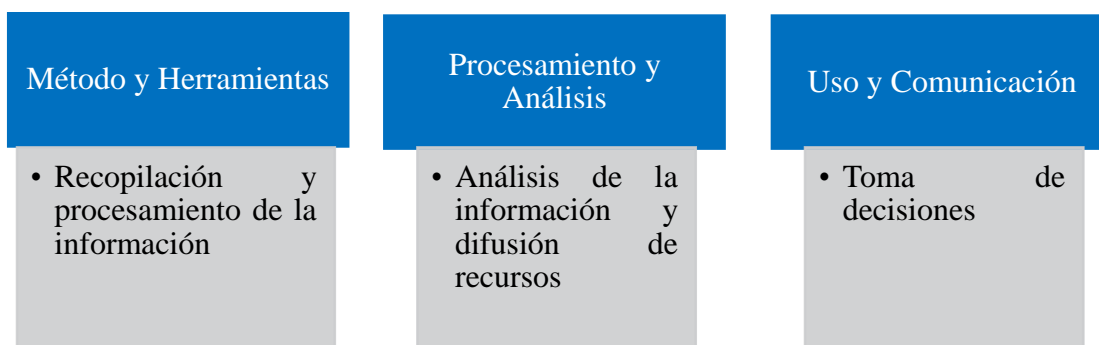 Método y Herramientas
• Recopilación y
procesamiento de la
información
Procesamiento y
Análisis
• Análisis de la
información y
difusión de
recursos
Uso y Comunicación
• Toma de
decisiones